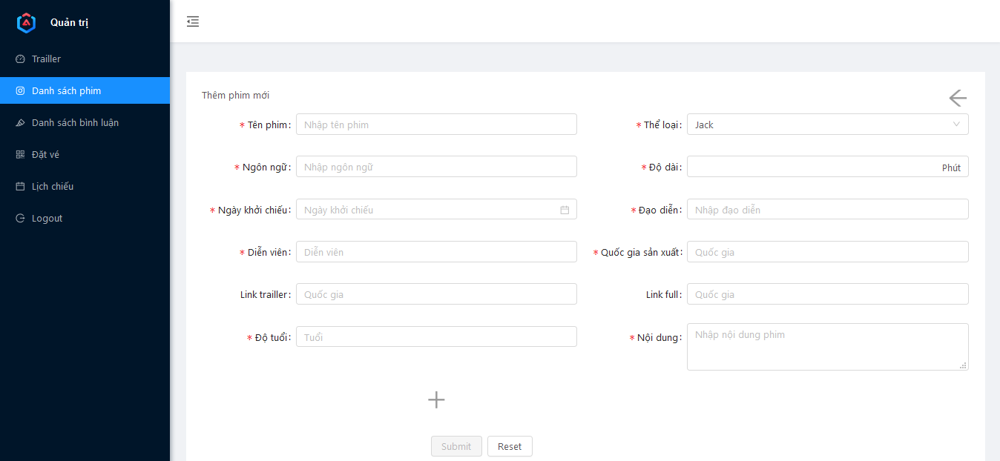 Quản trị
Trailler
Danh sách phim
Danh sách bình luận
Đặt vé
Lịch chiếu
Logout
Thêm phim mới
* Tên phim: Nhập tên phim
* Thể loại: Jack
* Ngôn ngữ: Nhập ngôn ngữ
* Độ dài: Phút
* Ngày khởi chiếu: Ngày khởi chiếu
* Đạo diễn: Nhập đạo diễn
* Diễn viên: Diễn viên
* Quốc gia sản xuất: Quốc gia
Link trailler: Quốc gia
Link full: Quốc gia
* Độ tuổi: Tuổi
* Nội dung: Nhập nội dung phim
Submit
Reset